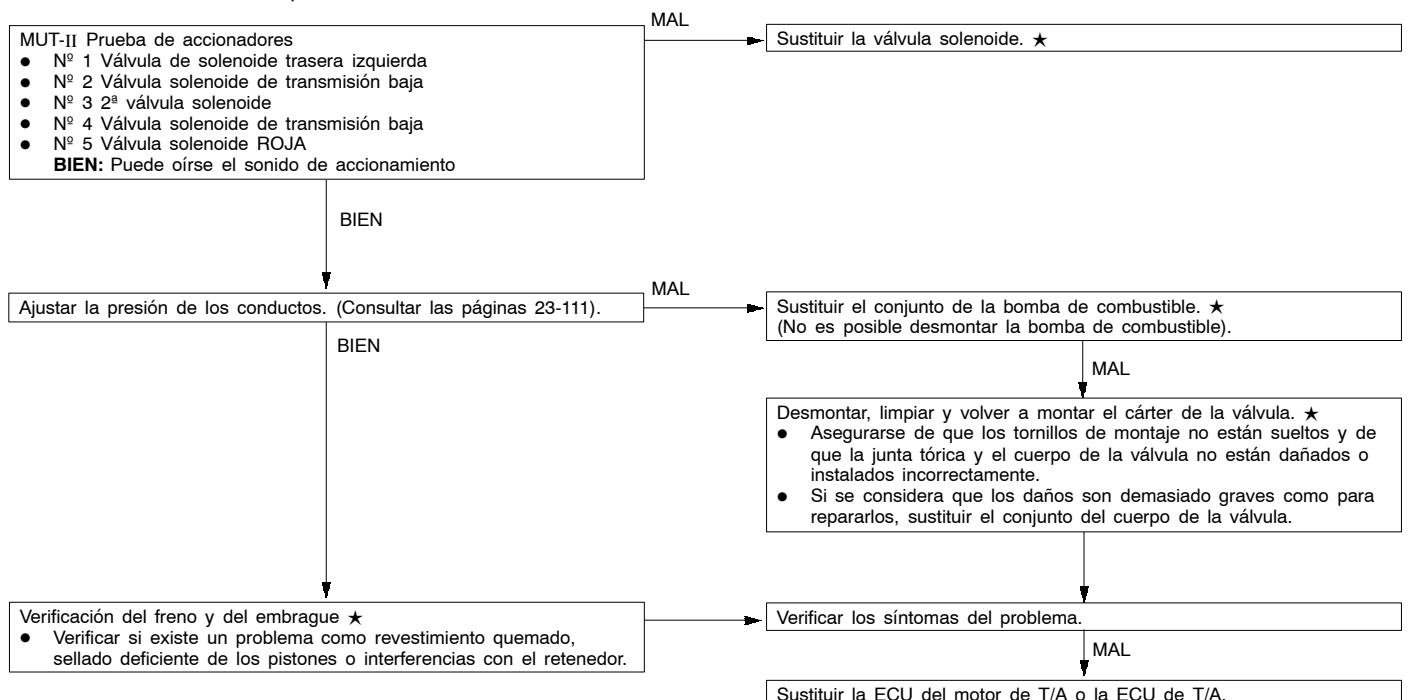 MUT-II Prueba de accionadores
● Nº 1 Válvula de solenoide trasera izquierda
● Nº 2 Válvula solenoide de transmisión baja
● Nº 3 2ª válvula solenoide
● Nº 4 Válvula solenoide de transmisión baja
● Nº 5 Válvula solenoide ROJA
BIEN: Puede oírse el sonido de accionamiento
MAL
Sustituir la válvula solenoide. ★
BIEN
Ajustar la presión de los conductos. (Consultar las páginas 23-111).
MAL
Sustituir el conjunto de la bomba de combustible. ★
(No es posible desmontar la bomba de combustible).
BIEN
MAL
Desmontar, limpiar y volver a montar el cárter de la válvula. ★
● Asegurarse de que los tornillos de montaje no están sueltos y de
que la junta tórica y el cuerpo de la válvula no están dañados o
instalados incorrectamente.
● Si se considera que los daños son demasiado graves como para
repararlos, sustituir el conjunto del cuerpo de la válvula.
Verificación del freno y del embrague ★
● Verificar si existe un problema como revestimiento quemado,
sellado deficiente de los pistones o interferencias con el retenedor.
Verificar los síntomas del problema.
MAL
Sustituir la ECU del motor de T/A o la ECU de T/A.